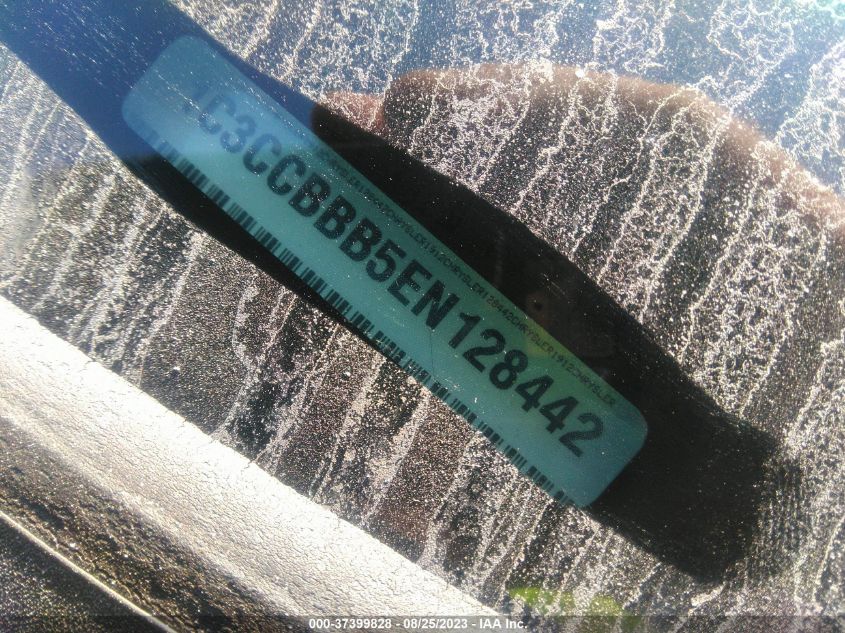 1C3CCBBB5EN128442
000-37399828 - 08/25/2023 - IAA Inc.